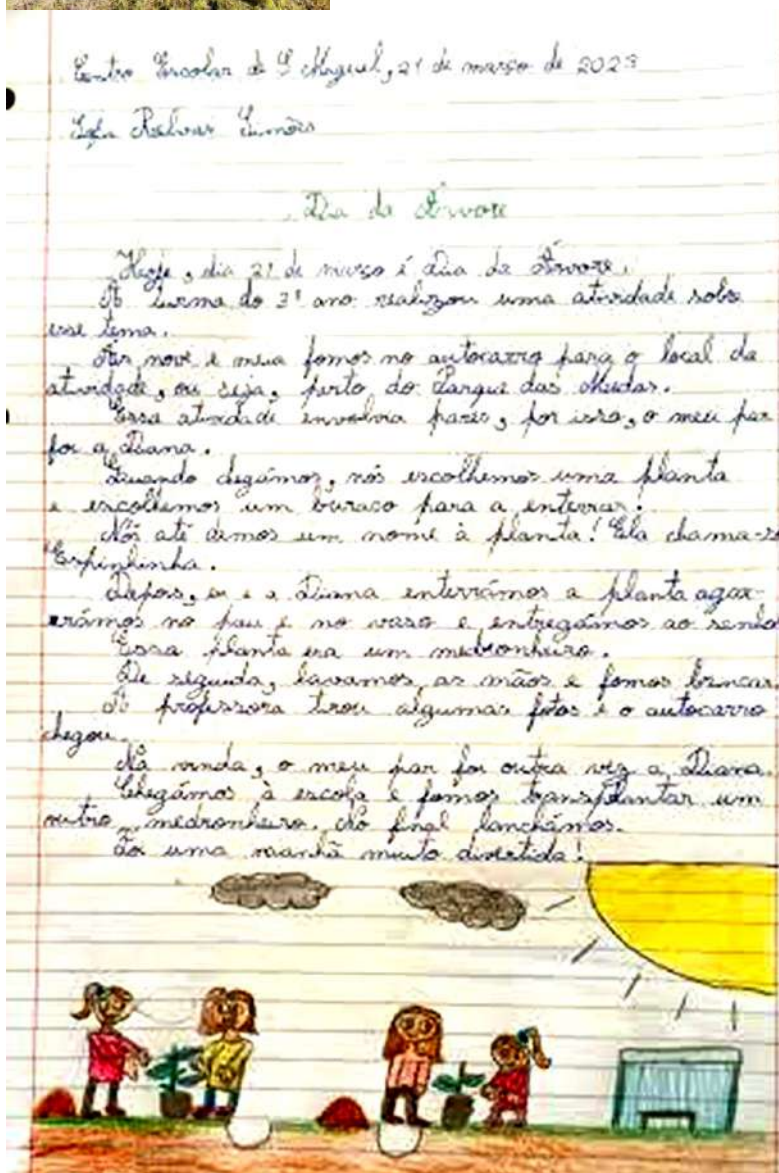 Centro Escolar de S. Miguel, 21 de março de 2023
Simões
Dia da Árvore
Hoje, dia 21 de março é Dia da Árvore.
A turma do 3º ano realizou uma atividade sobre
esse tema.
Às nove e meia fomos no autocarro para o local da
atividade, ou seja, perto do Parque das Merendas.
Essa atividade envolvia pares, por isso, o meu par
foi a Diana.
Quando chegámos, nós escolhemos uma planta
e escolhemos um buraco para a enterrar.
Nós até demos um nome à planta! Ela chama-se
Espinhinha.
Depois, eu e a Diana enterrámos a planta agar-
rámos no pau e no vaso e entregámos ao senho
Essa planta era um medronheiro.
De seguida, lavamos as mãos e fomos brincar.
A professora tirou algumas fotos e o autocarro
chegou.
Na vinda, o meu par foi outra vez a Diana.
Chegámos à escola e fomos transplantar um
outro medronheiro. No final lanchámos.
Foi uma manhã muito divertida!